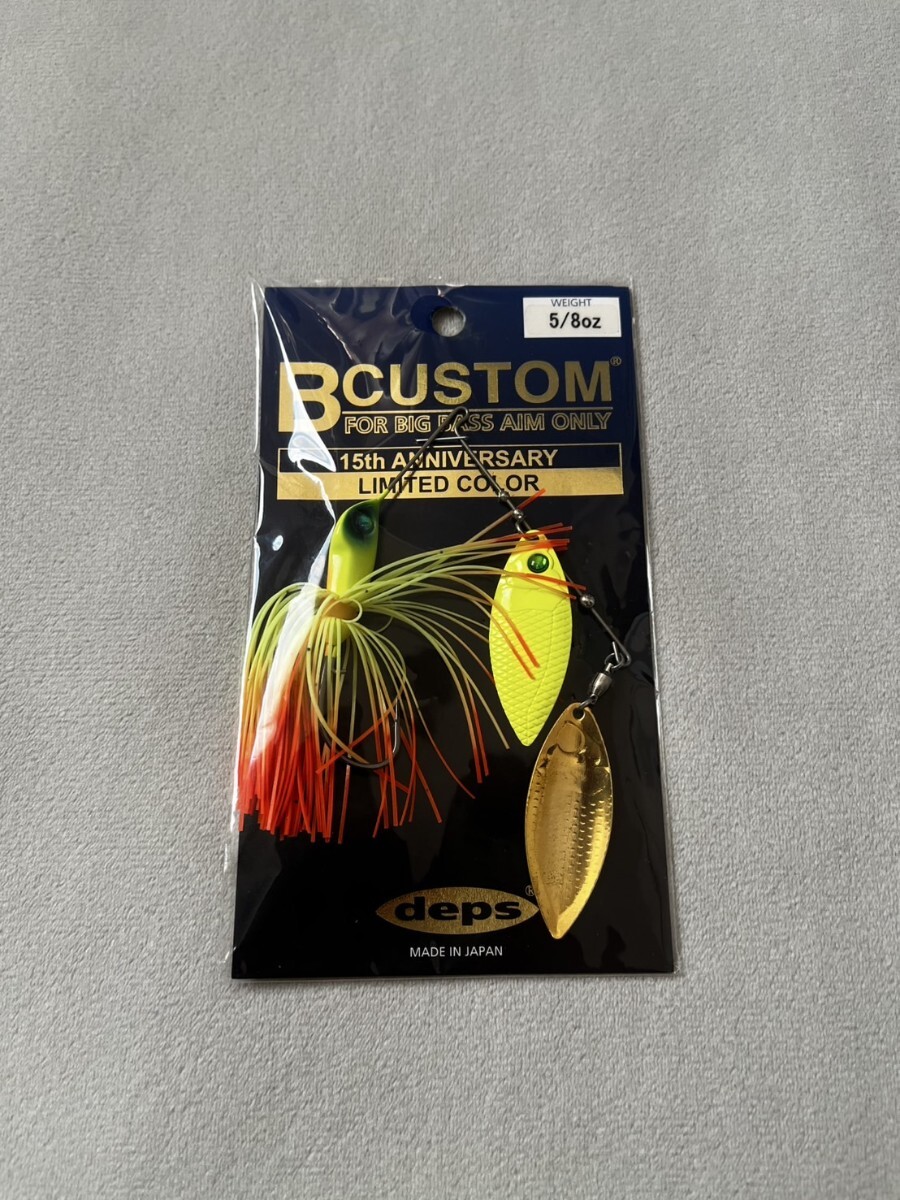 WEIGHT
5/8oz
BCUSTOM®
FOR BIG BASS AIM ONLY
15th ANNIVERSARY
LIMITED COLOR
deps®
MADE IN JAPAN